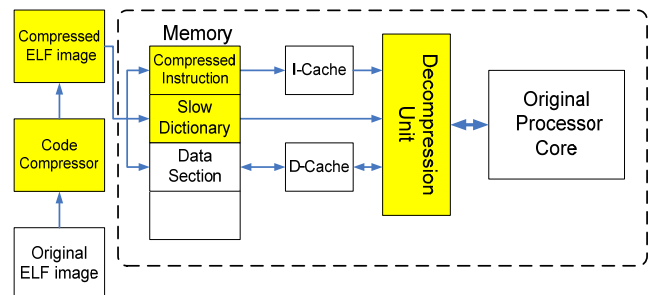 Compressed
ELF image
Code
Compressor
Original
ELF image
Memory
Compressed
Instruction
Slow
Dictionary
Data
Section
I-Cache
D-Cache
Decompression
Unit
Original
Processor
Core